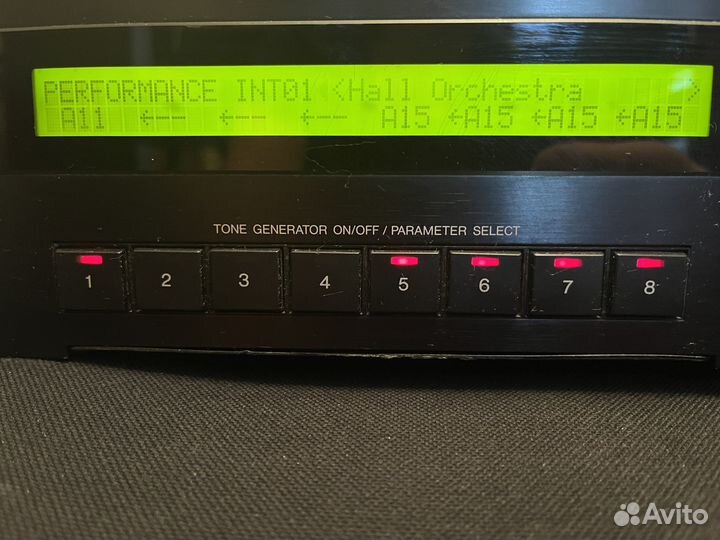 PERFORMANCE INT01 <Hall Orchestra >
A11 ←-- ←-- ←-- A15 ←A15 ←A15 ←A15
TONE GENERATOR ON/OFF / PARAMETER SELECT
1 2 3 4 5 6 7 8
Avito